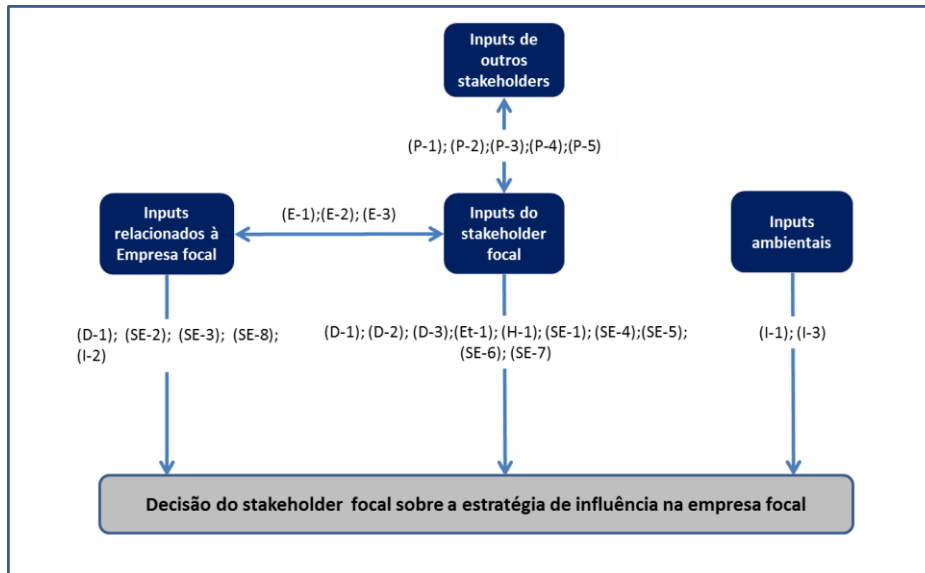 Inputs de
outros
stakeholders
(P-1); (P-2);(P-3);(P-4);(P-5)
Inputs
relacionados à
Empresa focal
(E-1);(E-2); (E-3)
Inputs do
stakeholder
focal
Inputs
ambientais
(D-1); (SE-2); (SE-3); (SE-8);
(I-2)
(D-1); (D-2); (D-3);(Et-1); (H-1); (SE-1); (SE-4);(SE-5);
(SE-6); (SE-7)
(I-1); (I-3)
Decisão do stakeholder focal sobre a estratégia de influência na empresa focal